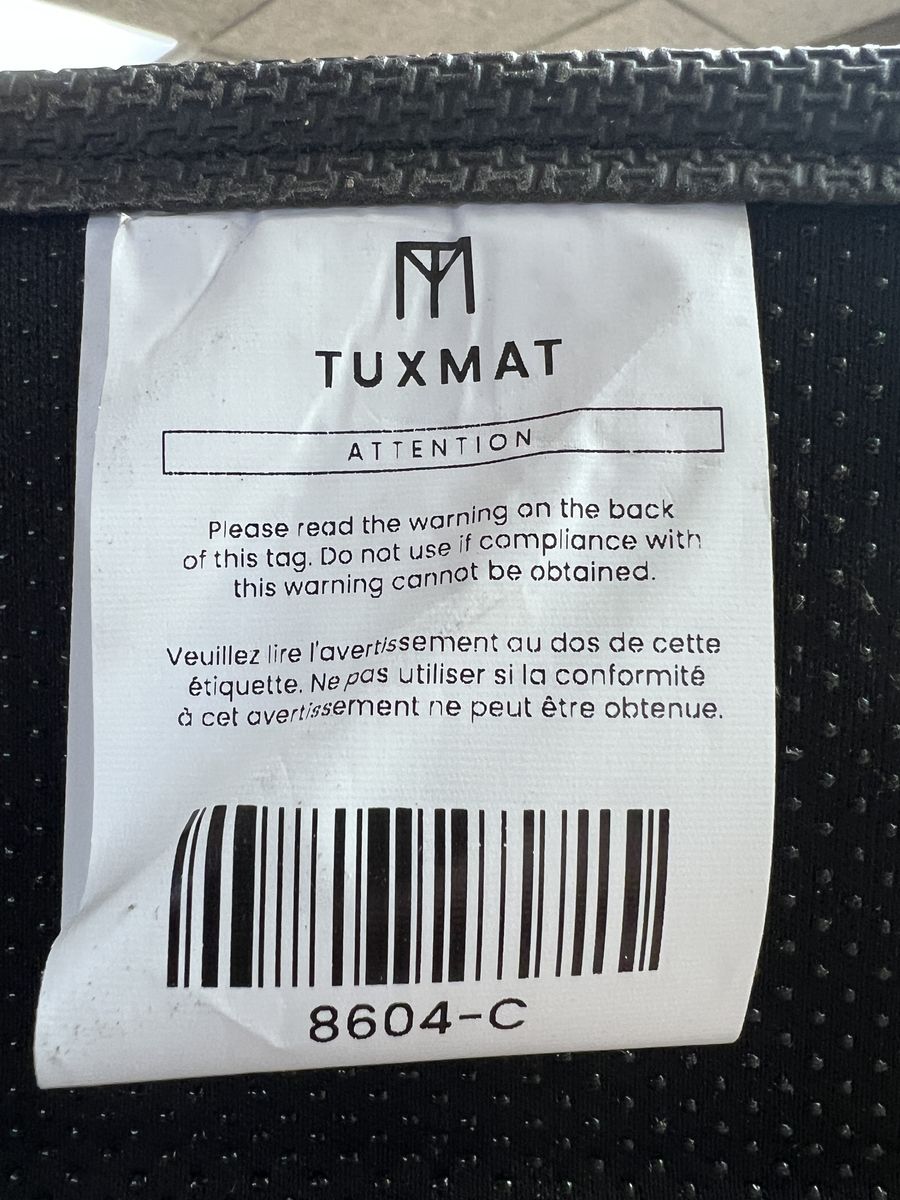 TUXMAT
ATTENTION
Please read the warning on the back
of this tag. Do not use if compliance with
this warning cannot be obtained.
Veuillez lire l'avertissement au dos de cette
étiquette. Ne pas utiliser si la conformité
à cet avertissement ne peut être obtenue.
8604-C